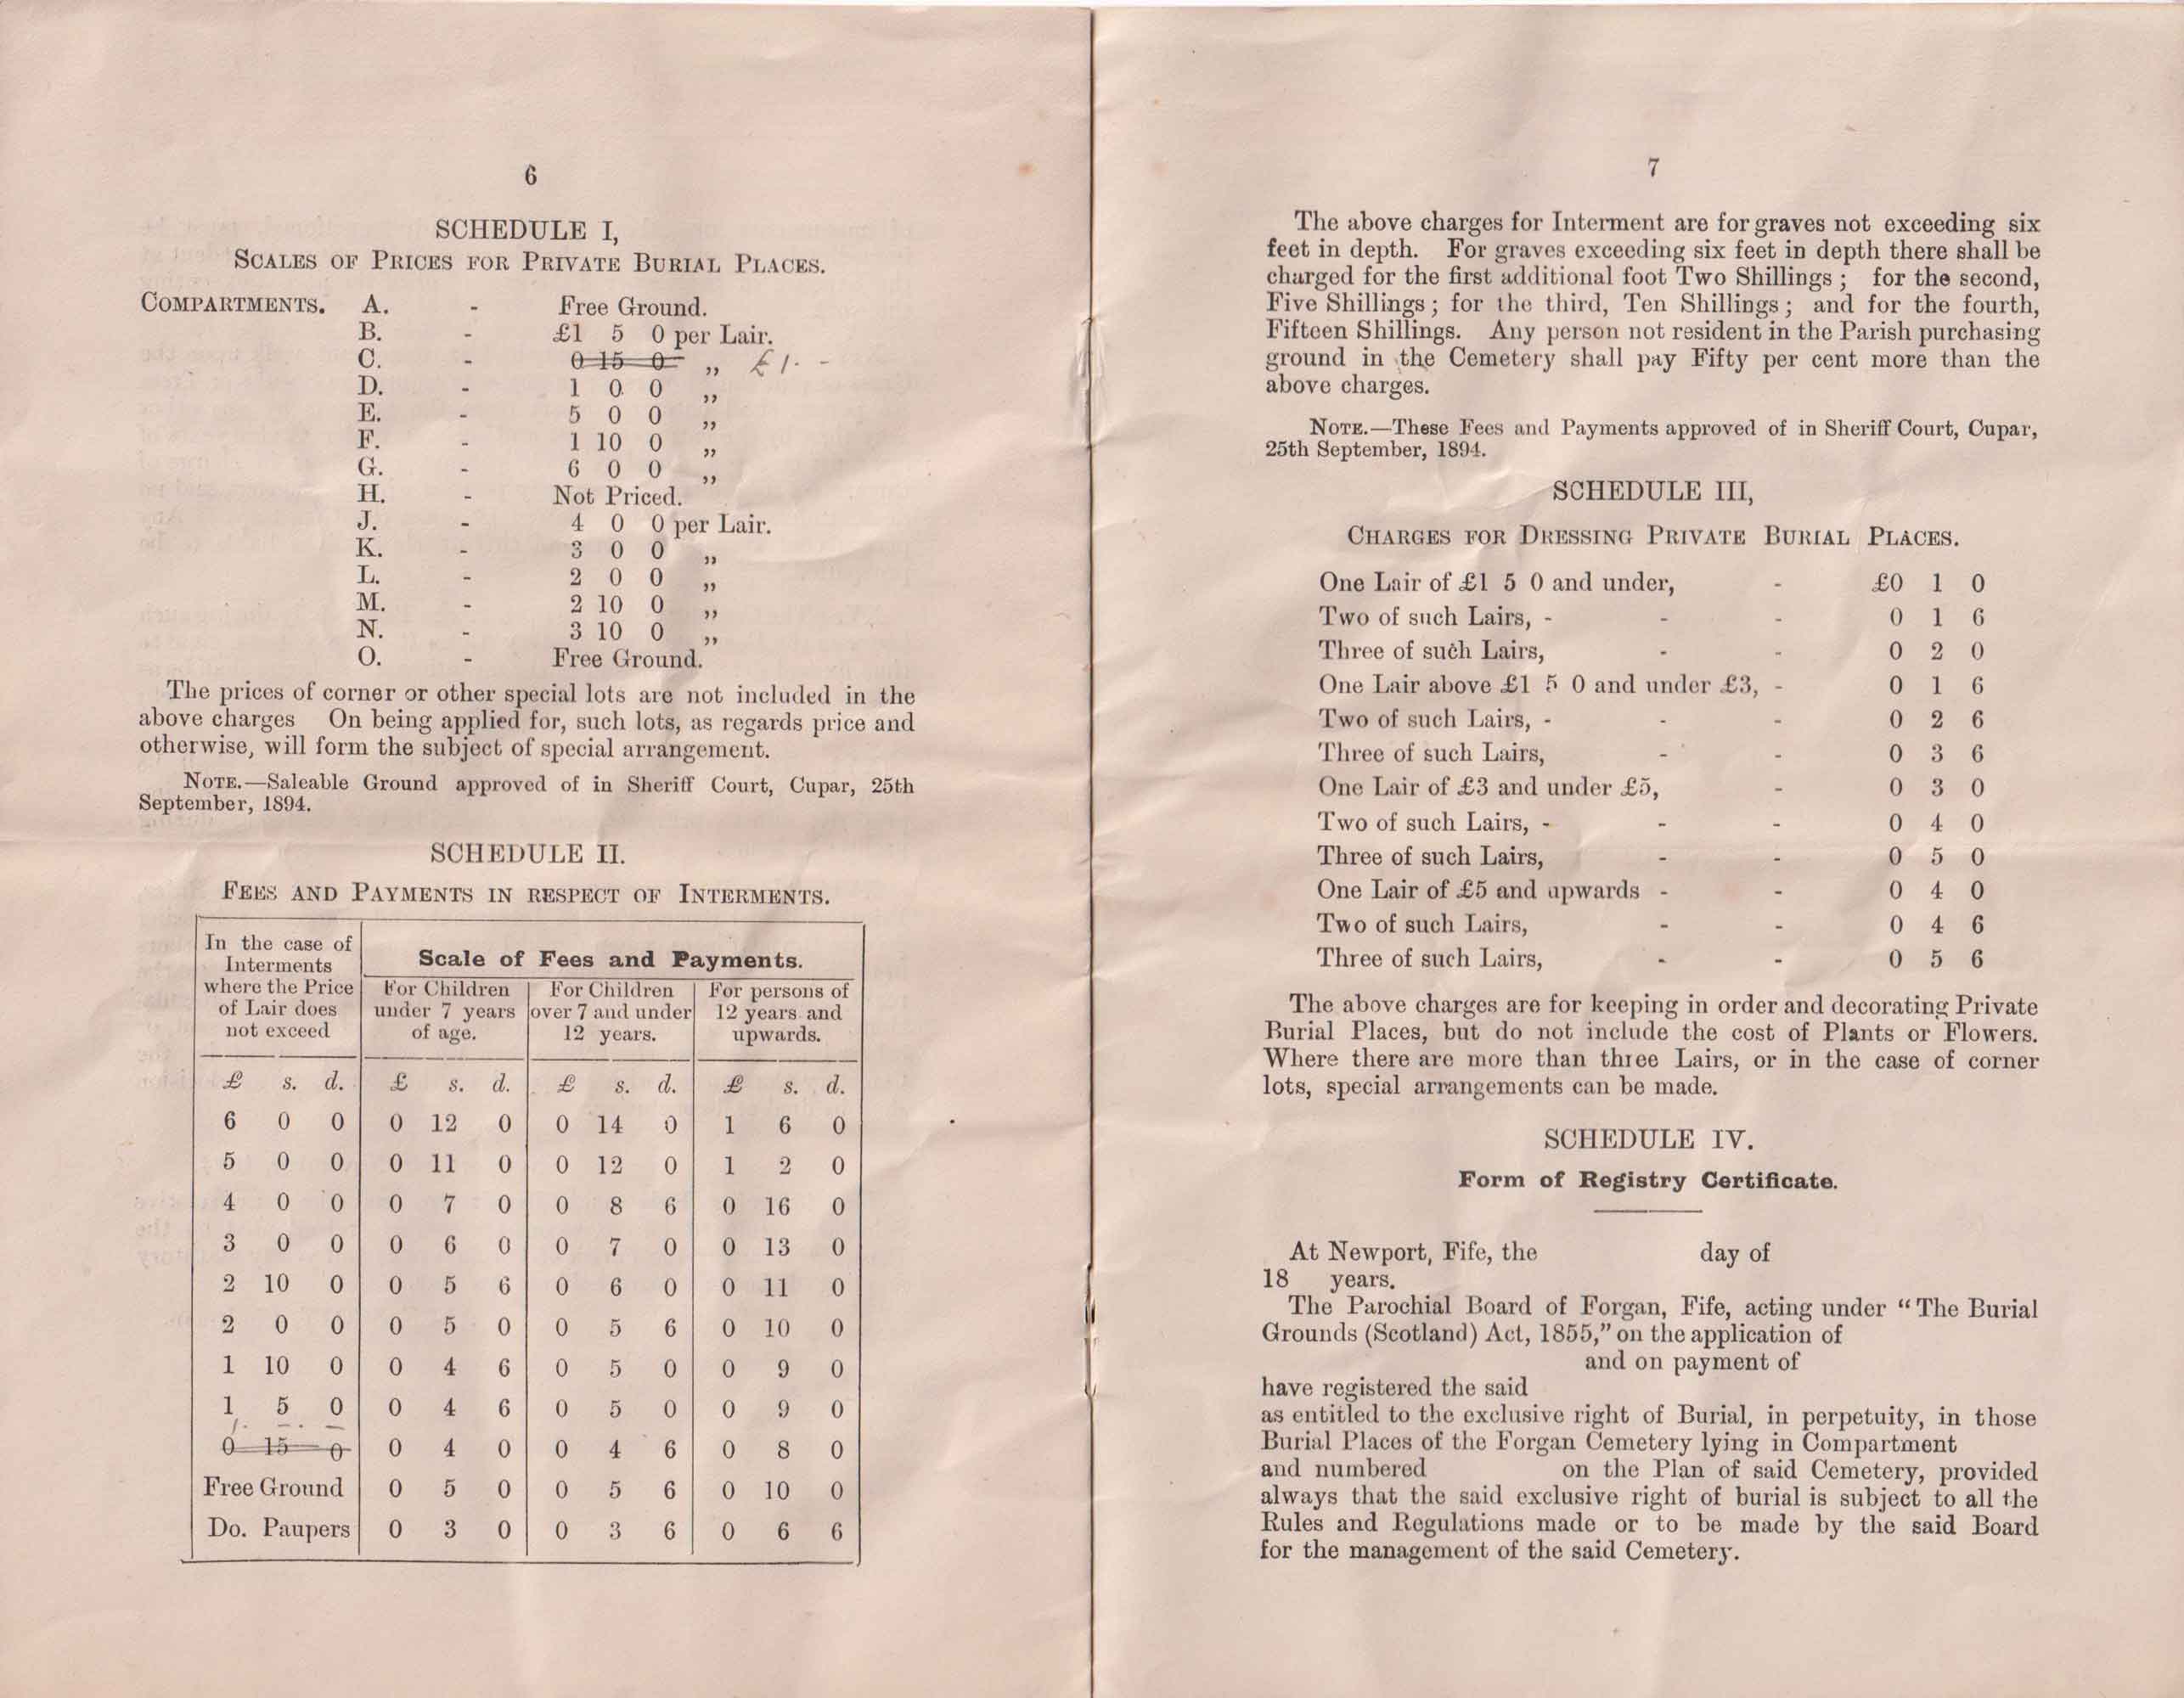 6
SCHEDULE I,
SCALES OF PRICES FOR PRIVATE BURIAL PLACES.
COMPARTMENTS. A. - Free Ground.
B. - £1 5 0 per Lair.
C. - 0 15 0 „ £1 . -
D. - 1 0 0 „
E. - 5 0 0 „
F. - 1 10 0 „
G. - 6 0 0 „
H. - Not Priced.
J. - 4 0 0 per Lair.
K. - 3 0 0 „
L. - 2 0 0 „
M. - 2 10 0 „
N. - 3 10 0 „
O. - Free Ground.
The prices of corner or other special lots are not included in the
above charges On being applied for, such lots, as regards price and
otherwise, will form the subject of special arrangement.
NOTE.—Saleable Ground approved of in Sheriff Court, Cupar, 25th
September, 1894.
SCHEDULE II.
FEES AND PAYMENTS IN RESPECT OF INTERMENTS.
In the case of
Interments
where the Price
of Lair does
not exceed
Scale of Fees and Payments.
For Children
under 7 years
of age.
For Children
over 7 and under
12 years.
For persons of
12 years and
upwards.
£ s. d. £ s. d. £ s. d. £ s. d.
6 0 0 0 12 0 0 14 0 1 6 0
5 0 0 0 11 0 0 12 0 1 2 0
4 0 0 0 7 0 0 8 6 0 16 0
3 0 0 0 6 0 0 7 0 0 13 0
2 10 0 0 5 6 0 6 0 0 11 0
2 0 0 0 5 0 0 5 6 0 10 0
1 10 0 0 4 6 0 5 0 0 9 0
1 5 0 0 4 6 0 5 0 0 9 0
1. -. -
0 15 0 0 4 0 0 4 6 0 8 0
Free Ground 0 5 0 0 5 6 0 10 0
Do. Paupers 0 3 0 0 3 6 0 6 6
7
The above charges for Interment are for graves not exceeding six
feet in depth. For graves exceeding six feet in depth there shall be
charged for the first additional foot Two Shillings; for the second,
Five Shillings; for the third, Ten Shillings; and for the fourth,
Fifteen Shillings. Any person not resident in the Parish purchasing
ground in the Cemetery shall pay Fifty per cent more than the
above charges.
NOTE.—These Fees and Payments approved of in Sheriff Court, Cupar,
25th September, 1894.
SCHEDULE III,
CHARGES FOR DRESSING PRIVATE BURIAL PLACES.
One Lair of £1 5 0 and under, - £0 1 0
Two of such Lairs, - - - 0 1 6
Three of such Lairs, - - 0 2 0
One Lair above £1 5 0 and under £3, - 0 1 6
Two of such Lairs, - - - 0 2 6
Three of such Lairs, - - 0 3 6
One Lair of £3 and under £5, - 0 3 0
Two of such Lairs, - - - 0 4 0
Three of such Lairs, - - 0 5 0
One Lair of £5 and upwards - - 0 4 0
Two of such Lairs, - - 0 4 6
Three of such Lairs, - - 0 5 6
The above charges are for keeping in order and decorating Private
Burial Places, but do not include the cost of Plants or Flowers.
Where there are more than three Lairs, or in the case of corner
lots, special arrangements can be made.
SCHEDULE IV.
Form of Registry Certificate.
At Newport, Fife, the day of
18 years.
The Parochial Board of Forgan, Fife, acting under “The Burial
Grounds (Scotland) Act, 1855,” on the application of
and on payment of
have registered the said
as entitled to the exclusive right of Burial, in perpetuity, in those
Burial Places of the Forgan Cemetery lying in Compartment
and numbered on the Plan of said Cemetery, provided
always that the said exclusive right of burial is subject to all the
Rules and Regulations made or to be made by the said Board
for the management of the said Cemetery.